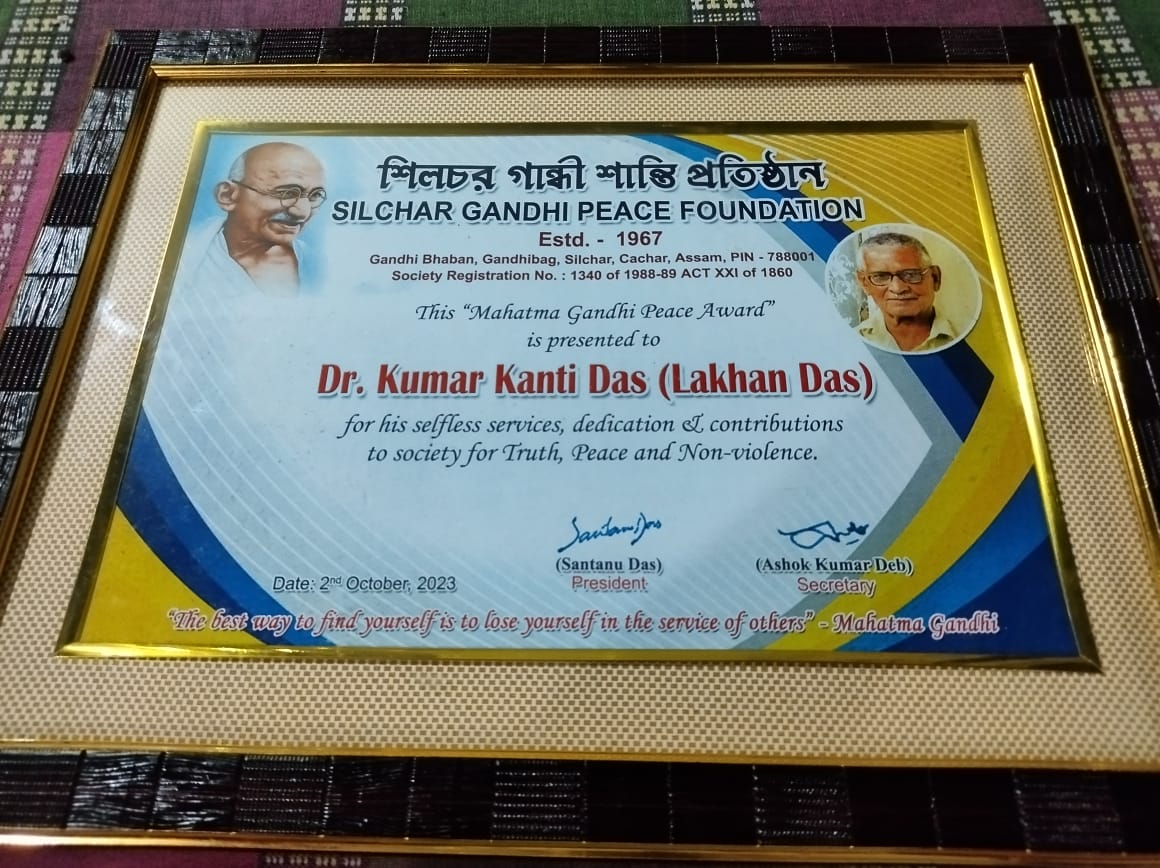 শিলচর গান্ধী শান্তি প্রতিষ্ঠান
SILCHAR GANDHI PEACE FOUNDATION
Estd. - 1967
Gandhi Bhaban, Gandhibag, Silchar, Cachar, Assam, PIN - 788001
Society Registration No. : 1340 of 1988-89 ACT XXI of 1860
This “Mahatma Gandhi Peace Award”
is presented to
Dr. Kumar Kanti Das (Lakhan Das)
for his selfless services, dedication & contributions
to society for Truth, Peace and Non-violence.
Santanu Das
(Santanu Das)
President
(Ashok Kumar Deb)
Secretary
Date: 2nd October, 2023
“The best way to find yourself is to lose yourself in the service of others” - Mahatma Gandhi